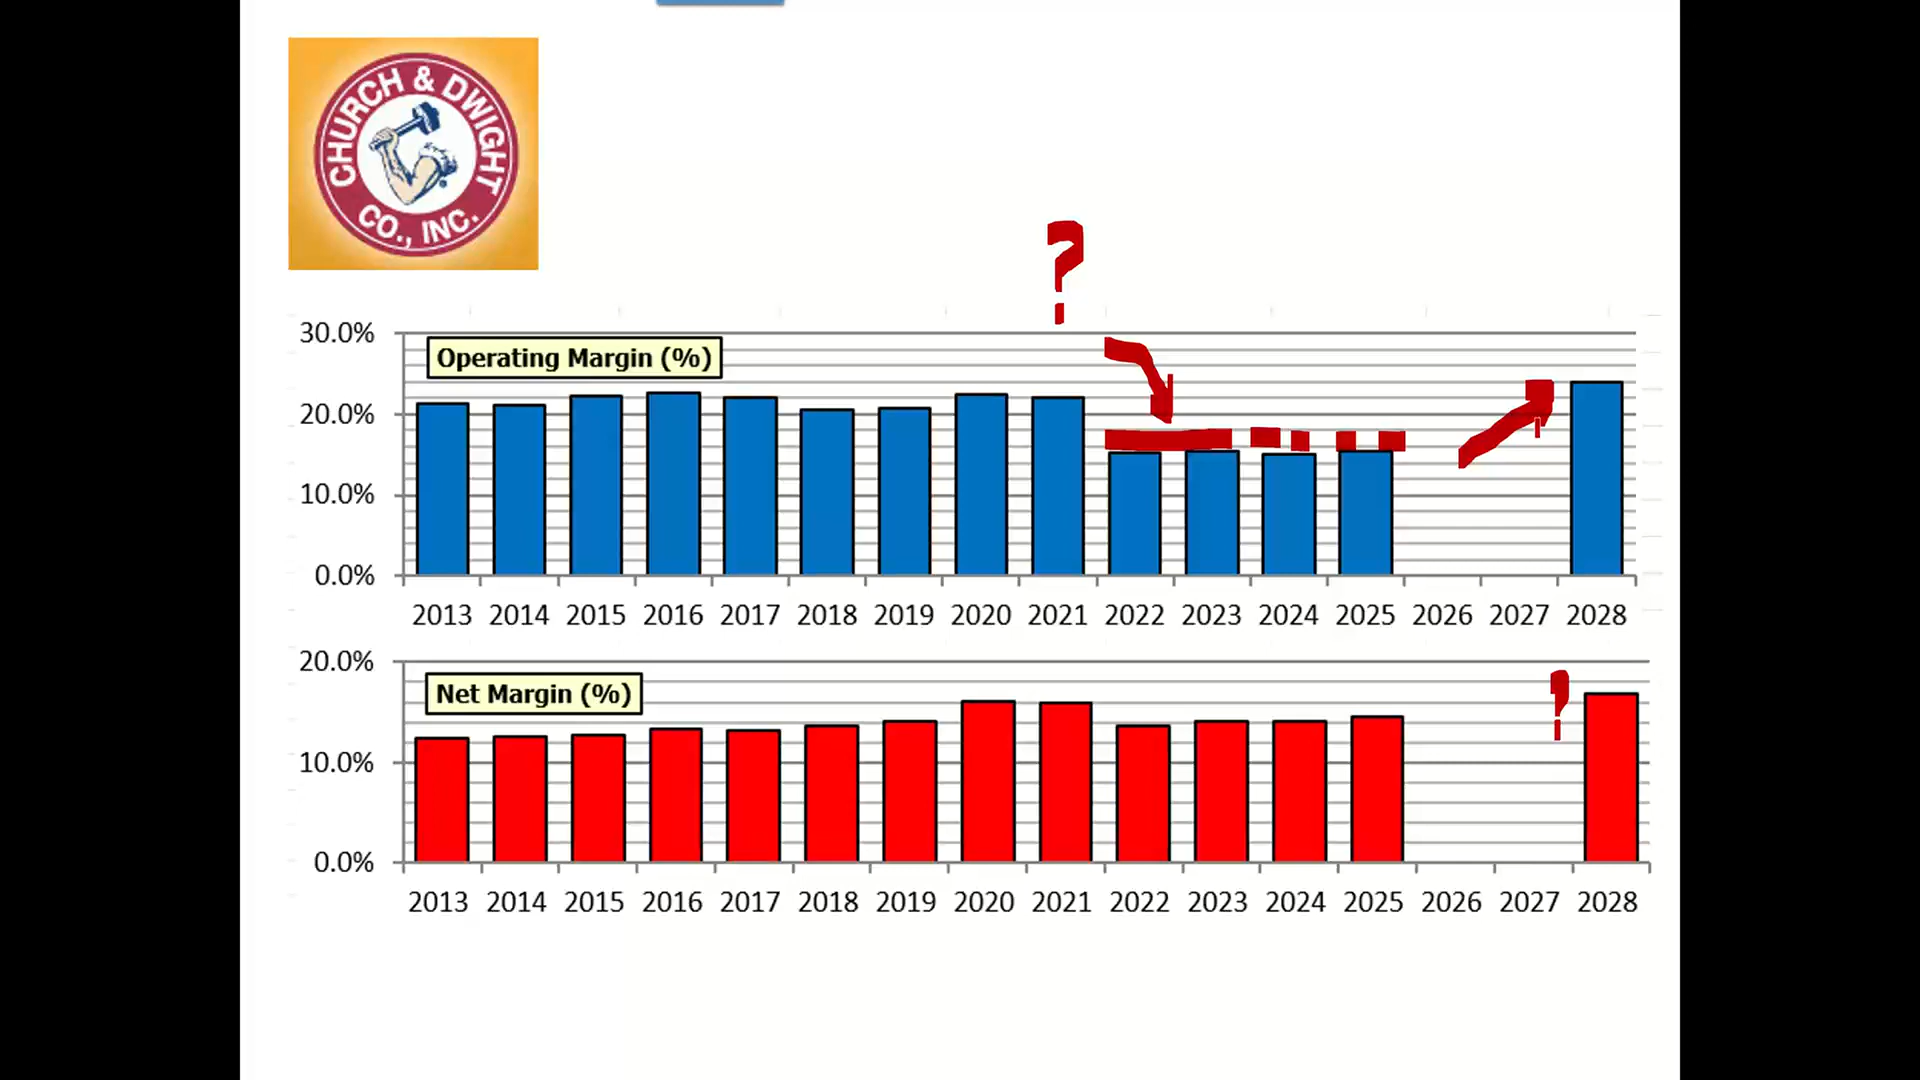 CHURCH & DWIGHT
CO., INC.
?
30.0%
Operating Margin (%)
20.0%
10.0%
0.0%
2013 2014 2015 2016 2017 2018 2019 2020 2021 2022 2023 2024 2025 2026 2027 2028
20.0%
Net Margin (%)
?
10.0%
0.0%
2013 2014 2015 2016 2017 2018 2019 2020 2021 2022 2023 2024 2025 2026 2027 2028